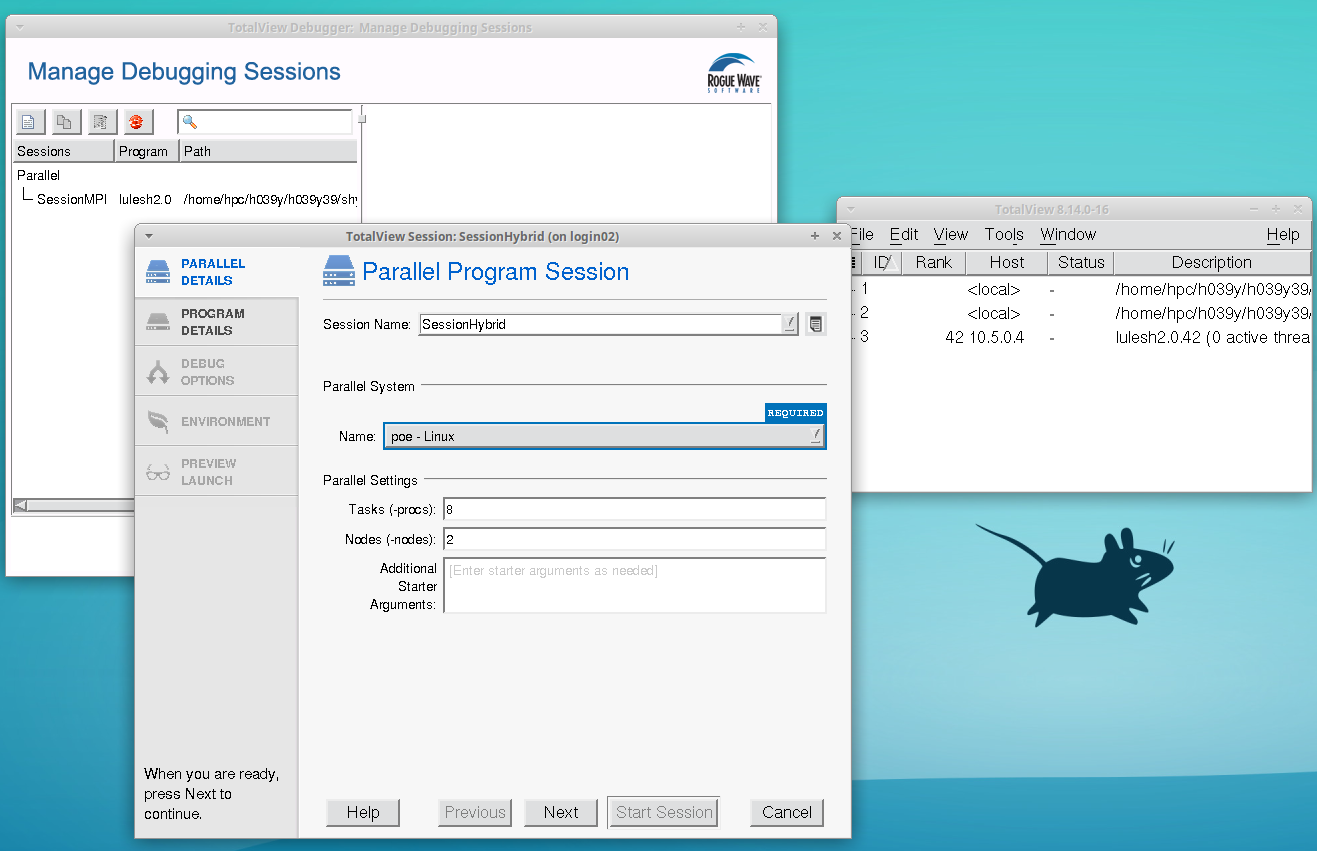 TotalView Debugger: Manage Debugging Sessions
Manage Debugging Sessions
ROGUE WAVE
SOFTWARE
Sessions Program Path
Parallel
SessionMPI lulesh2.0 /home/hpc/h039y/h039y39/shy
TotalView Session: SessionHybrid (on login02)
PARALLEL
DETAILS
PROGRAM
DETAILS
DEBUG
OPTIONS
ENVIRONMENT
PREVIEW
LAUNCH
When you are ready,
press Next to
continue.
Parallel Program Session
Session Name: SessionHybrid
Parallel System
REQUIRED
Name: poe - Linux
Parallel Settings
Tasks (-procs): 8
Nodes (-nodes): 2
Additional
Starter
Arguments:
[Enter starter arguments as needed]
Help Previous Next Start Session Cancel
TotalView 8.14.0-16
File Edit View Tools Window Help
ID Rank Host Status Description
1 <local> - /home/hpc/h039y/h039y39/
2 <local> - /home/hpc/h039y/h039y39/
3 42 10.5.0.4 - lulesh2.0.42 (0 active threa